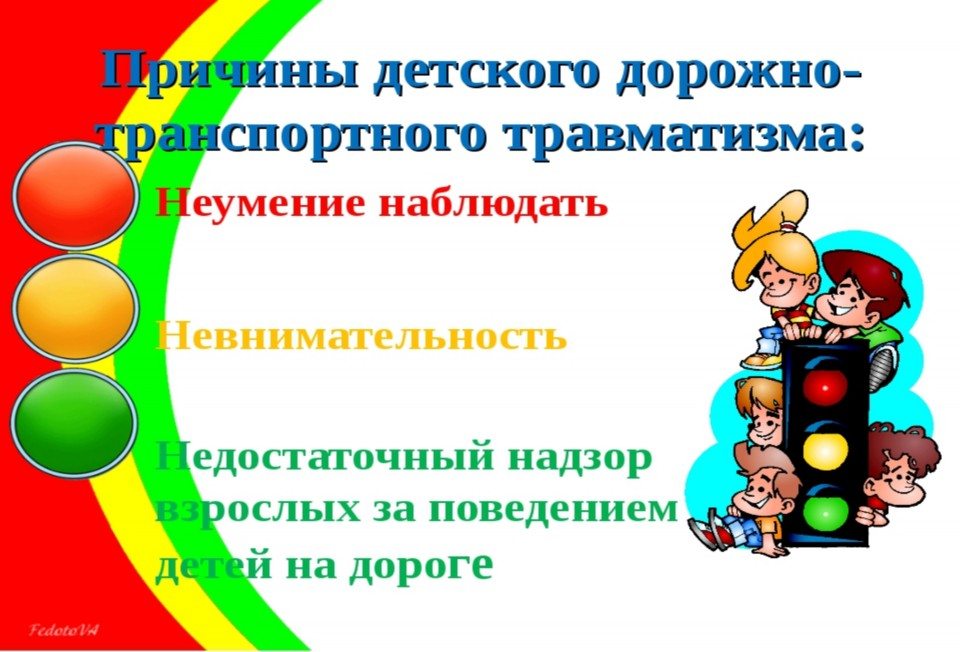 Причины детского дорожно-
транспортного травматизма:
Неумение наблюдать
Невнимательность
Недостаточный надзор
взрослых за поведением
детей на дороге
FedotoVA